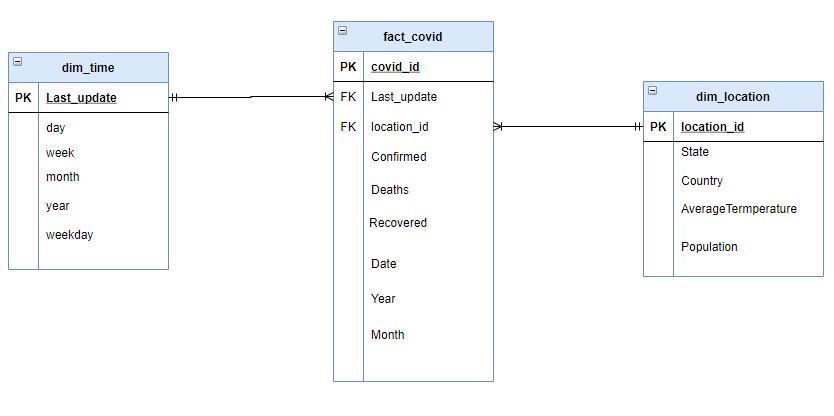 dim_time
PK Last_update
day
week
month
year
weekday
fact_covid
PK covid_id
FK Last_update
FK location_id
Confirmed
Deaths
Recovered
Date
Year
Month
dim_location
PK location_id
State
Country
AverageTermperature
Population